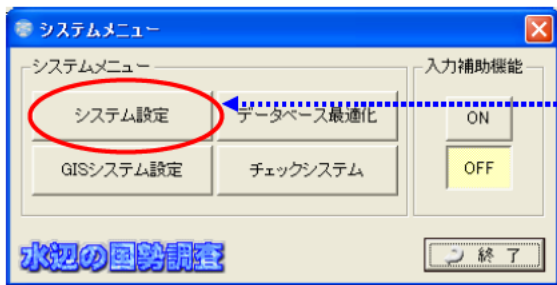 システムメニュー
システムメニュー
入力補助機能
システム設定
データベース最適化
ON
GISシステム設定
チェックシステム
OFF
水辺の国勢調査
終了